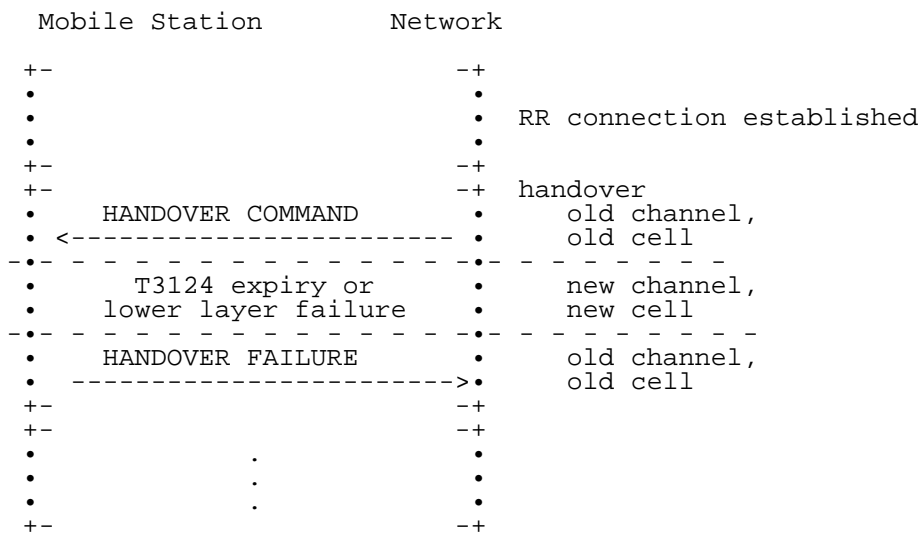 Mobile Station Network
+- -+
• •
• • RR connection established
• •
+- -+
+- -+ handover
• HANDOVER COMMAND • old channel,
• <------------------------ • old cell
-•- - - - - - - - - - - - - -•- - - - - - - -
• T3124 expiry or • new channel,
• lower layer failure • new cell
-•- - - - - - - - - - - - - -•- - - - - - - - -
• HANDOVER FAILURE • old channel,
• ------------------------>• old cell
+- -+
+- -+
• . •
• . •
• . •
+- -+